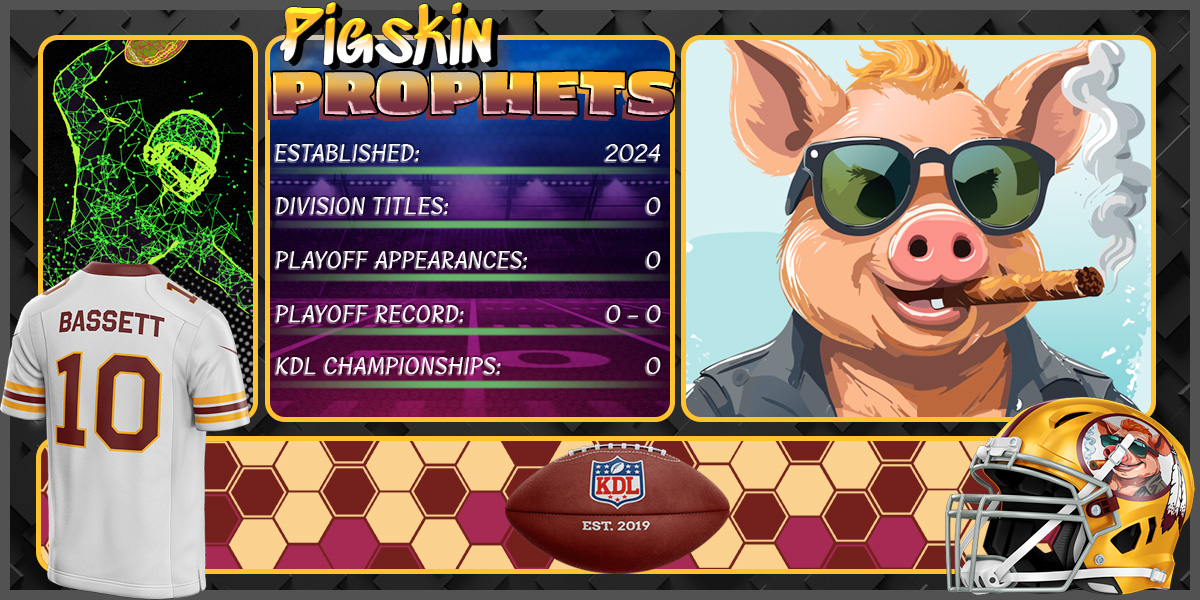 PIGSKIN
PROPHETS
ESTABLISHED: 2024
DIVISION TITLES: 0
PLAYOFF APPEARANCES: 0
PLAYOFF RECORD: 0 - 0
KDL CHAMPIONSHIPS: 0
10
BASSETT
10
KDL
EST. 2019